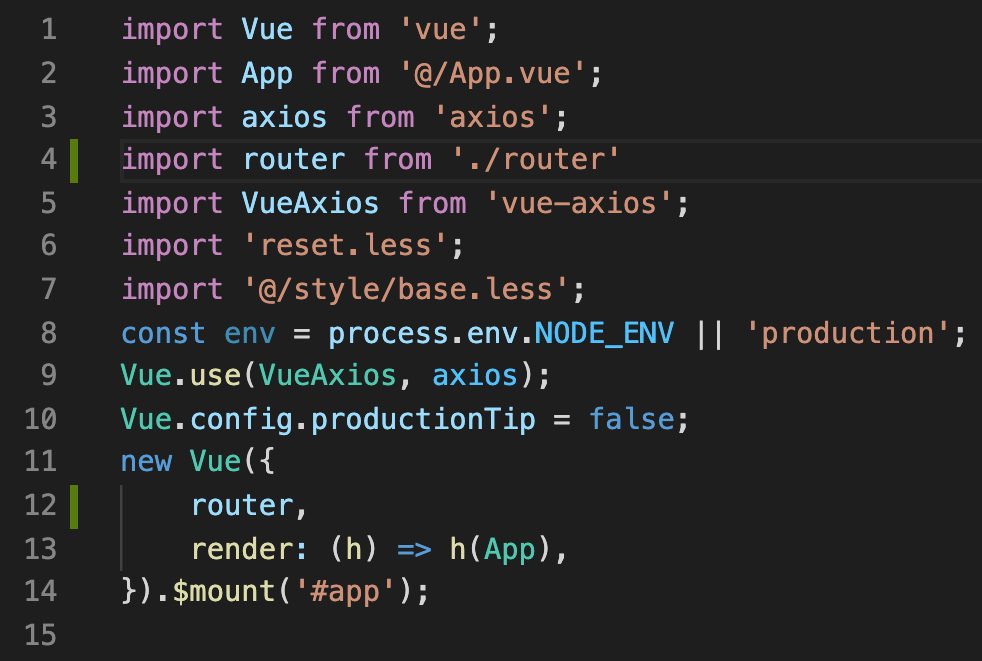 1 import Vue from 'vue';
2 import App from '@/App.vue';
3 import axios from 'axios';
4 import router from './router'
5 import VueAxios from 'vue-axios';
6 import 'reset.less';
7 import '@/style/base.less';
8 const env = process.env.NODE_ENV || 'production';
9 Vue.use(VueAxios, axios);
10 Vue.config.productionTip = false;
11 new Vue({
12     router,
13     render: (h) => h(App),
14 }).$mount('#app');
15